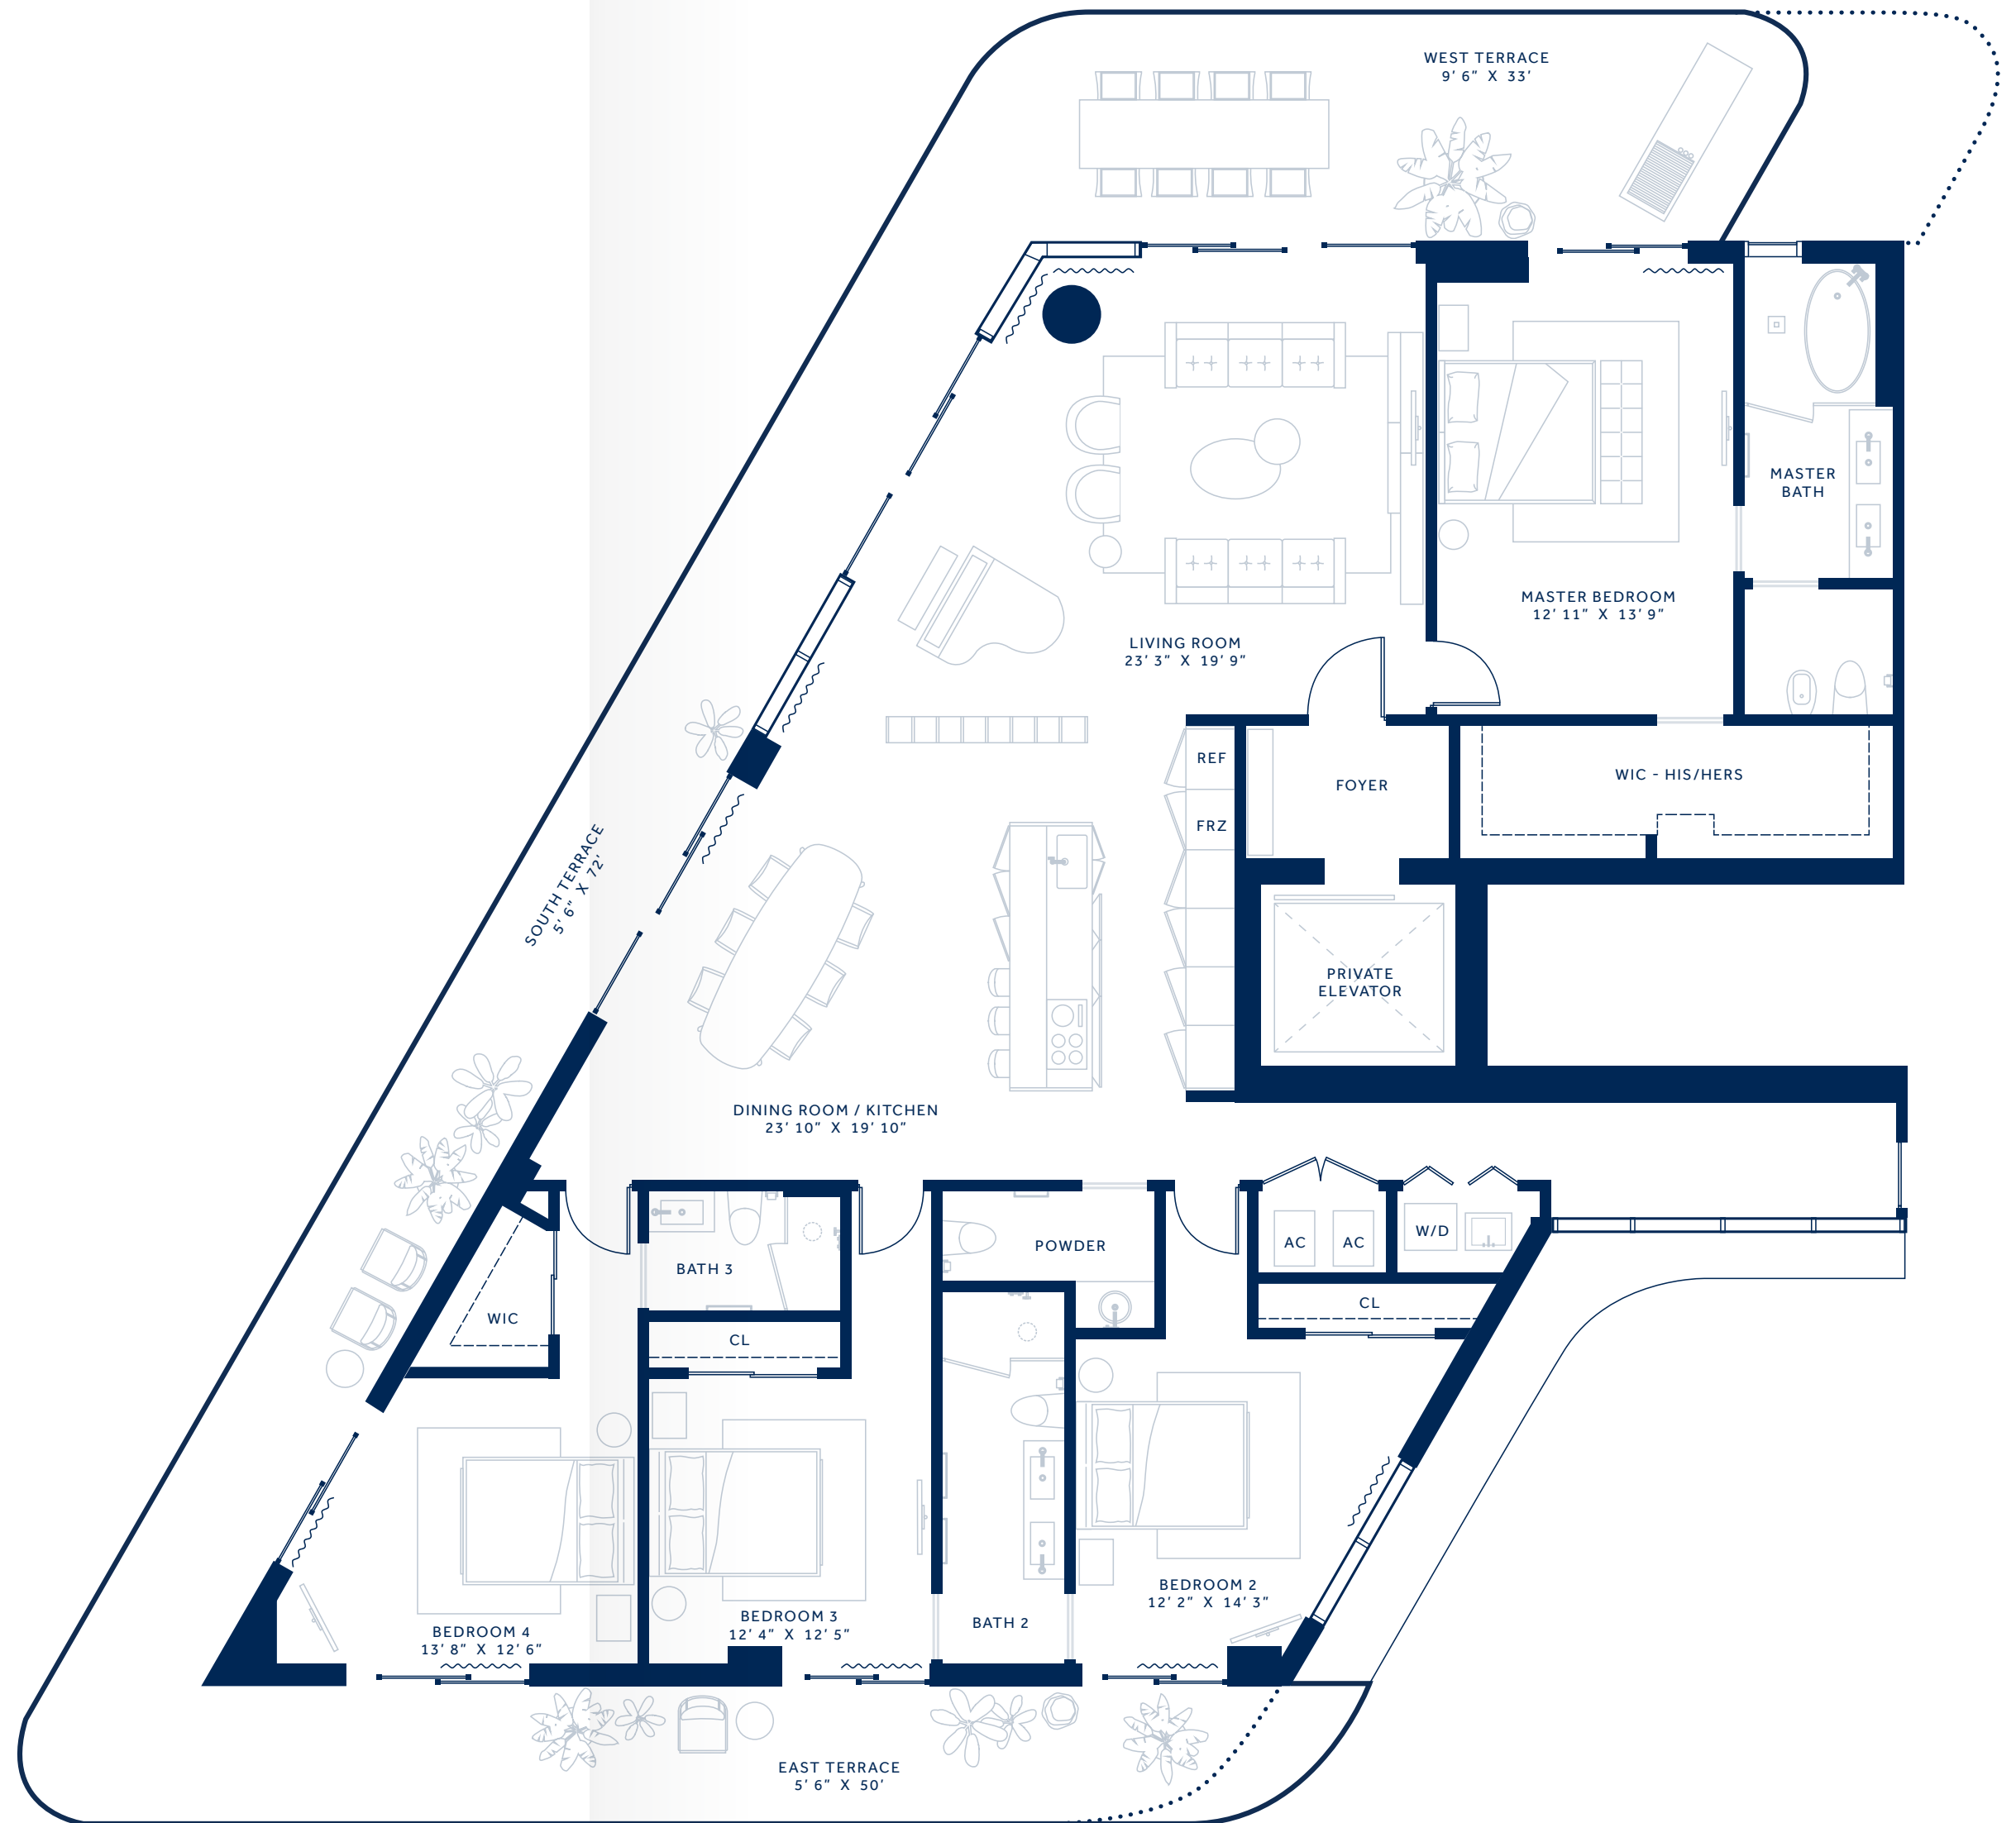 WEST TERRACE
9' 6" X 33'
MASTER
BATH
MASTER BEDROOM
12' 11" X 13' 9"
LIVING ROOM
23' 3" X 19' 9"
REF
FOYER
WIC - HIS/HERS
FRZ
SOUTH TERRACE
5' 6" X 72'
PRIVATE
ELEVATOR
DINING ROOM / KITCHEN
23' 10" X 19' 10"
POWDER
AC
AC
W/D
BATH 3
WIC
CL
CL
BEDROOM 2
12' 2" X 14' 3"
BATH 2
BEDROOM 3
12' 4" X 12' 5"
BEDROOM 4
13' 8" X 12' 6"
EAST TERRACE
5' 6" X 50'